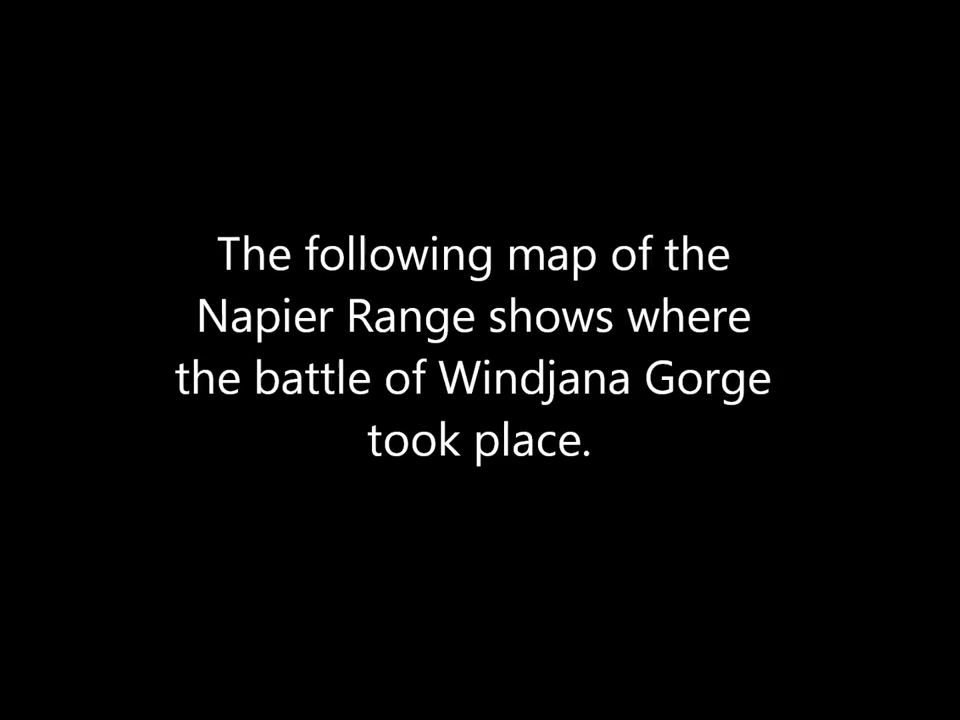 The following map of the
Napier Range shows where
the battle of Windjana Gorge
took place.